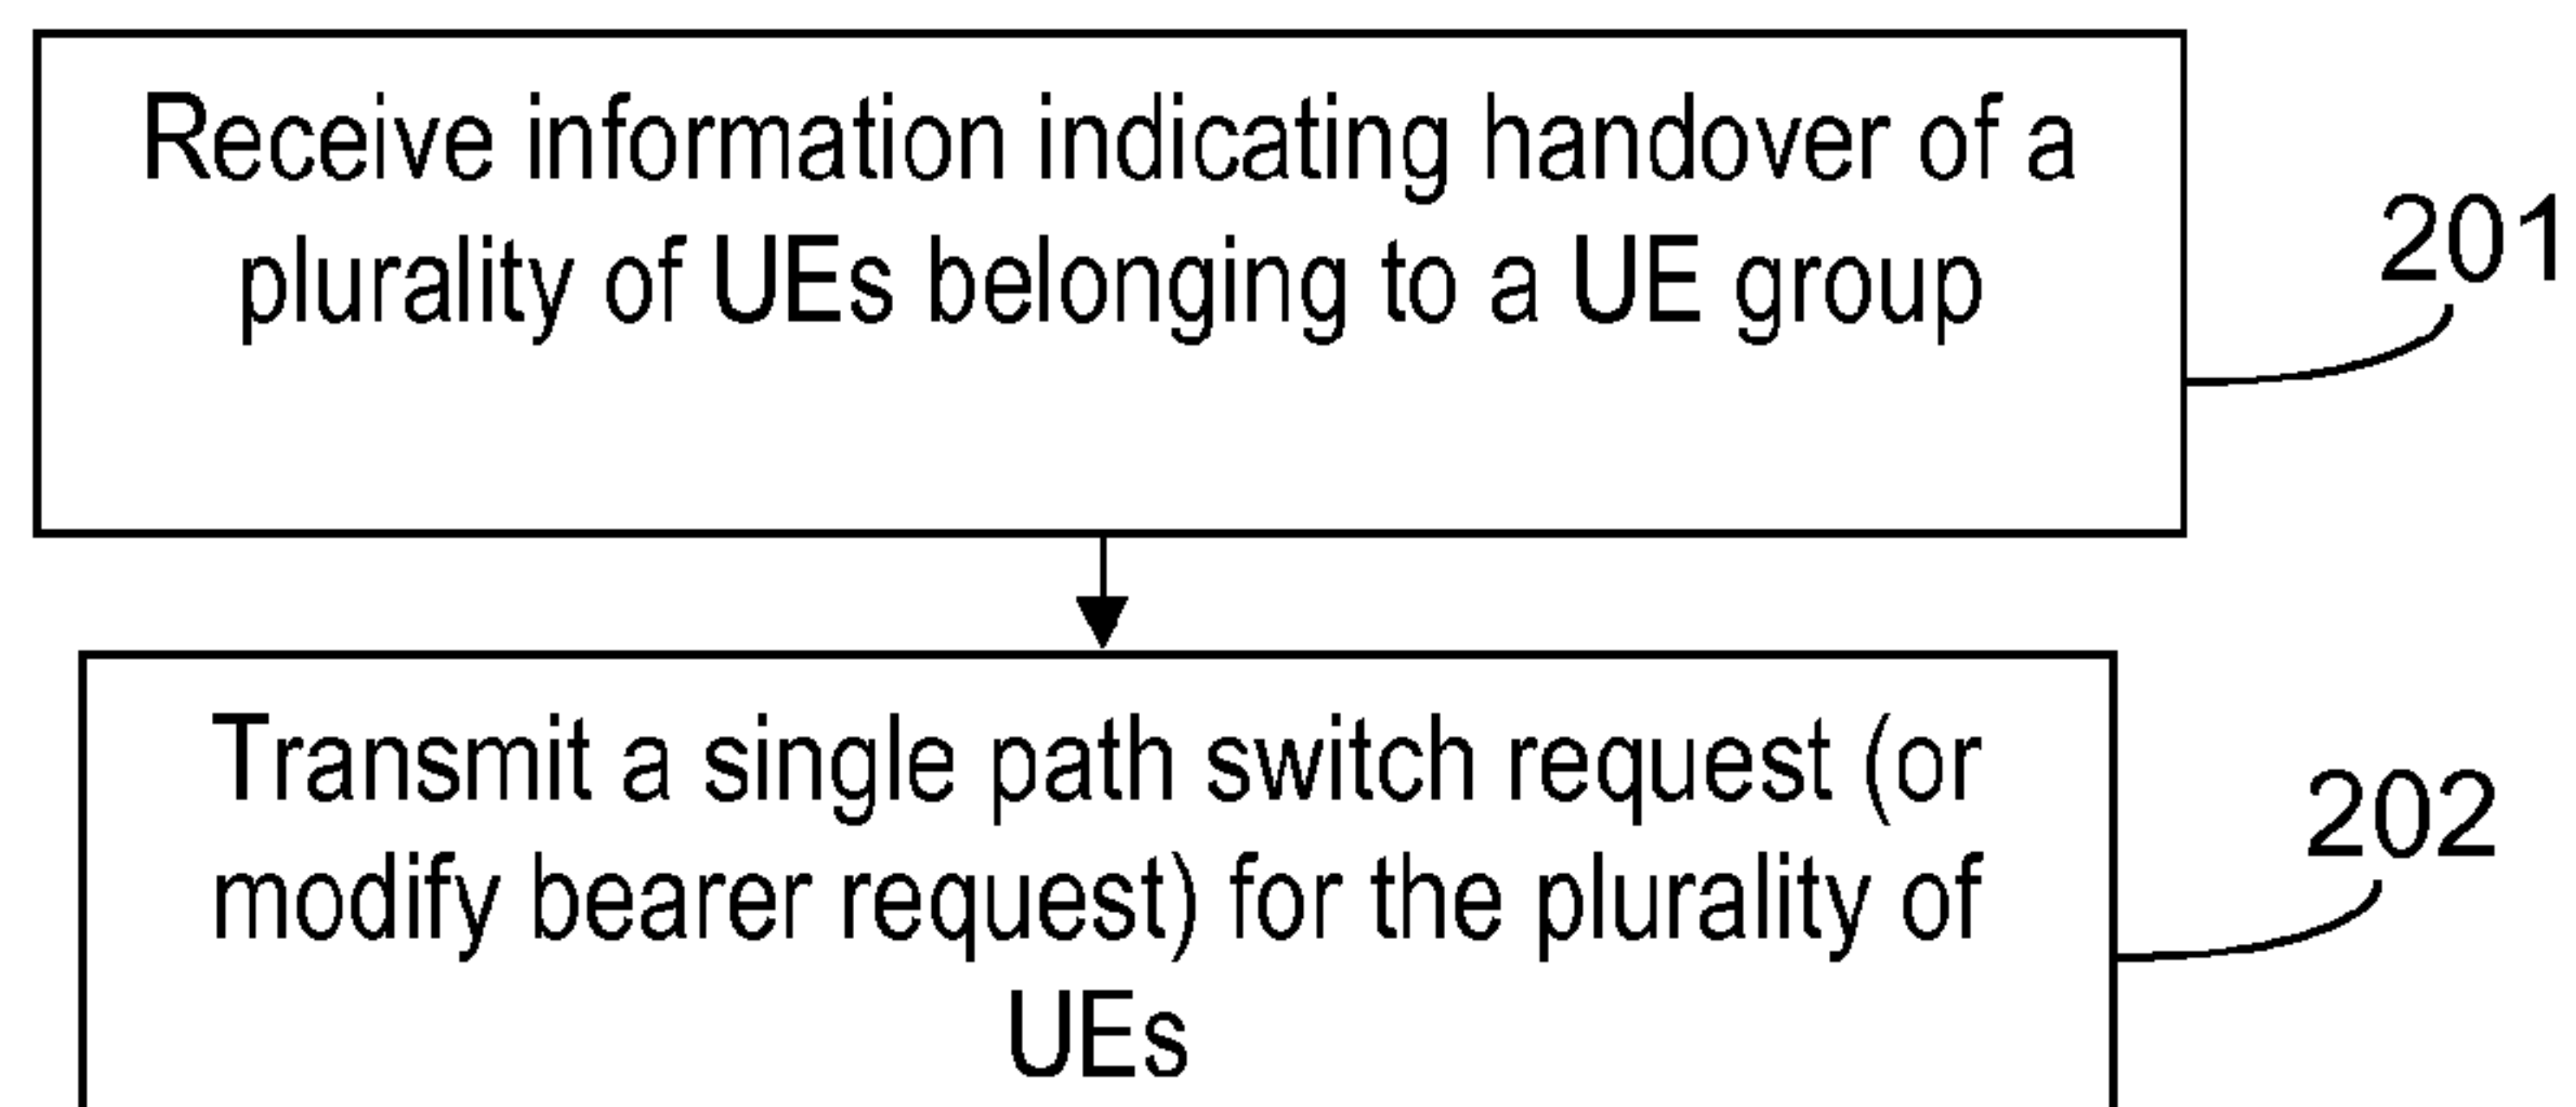 Receive information indicating handover of a
plurality of UEs belonging to a UE group
201
Transmit a single path switch request (or
modify bearer request) for the plurality of
UEs
202